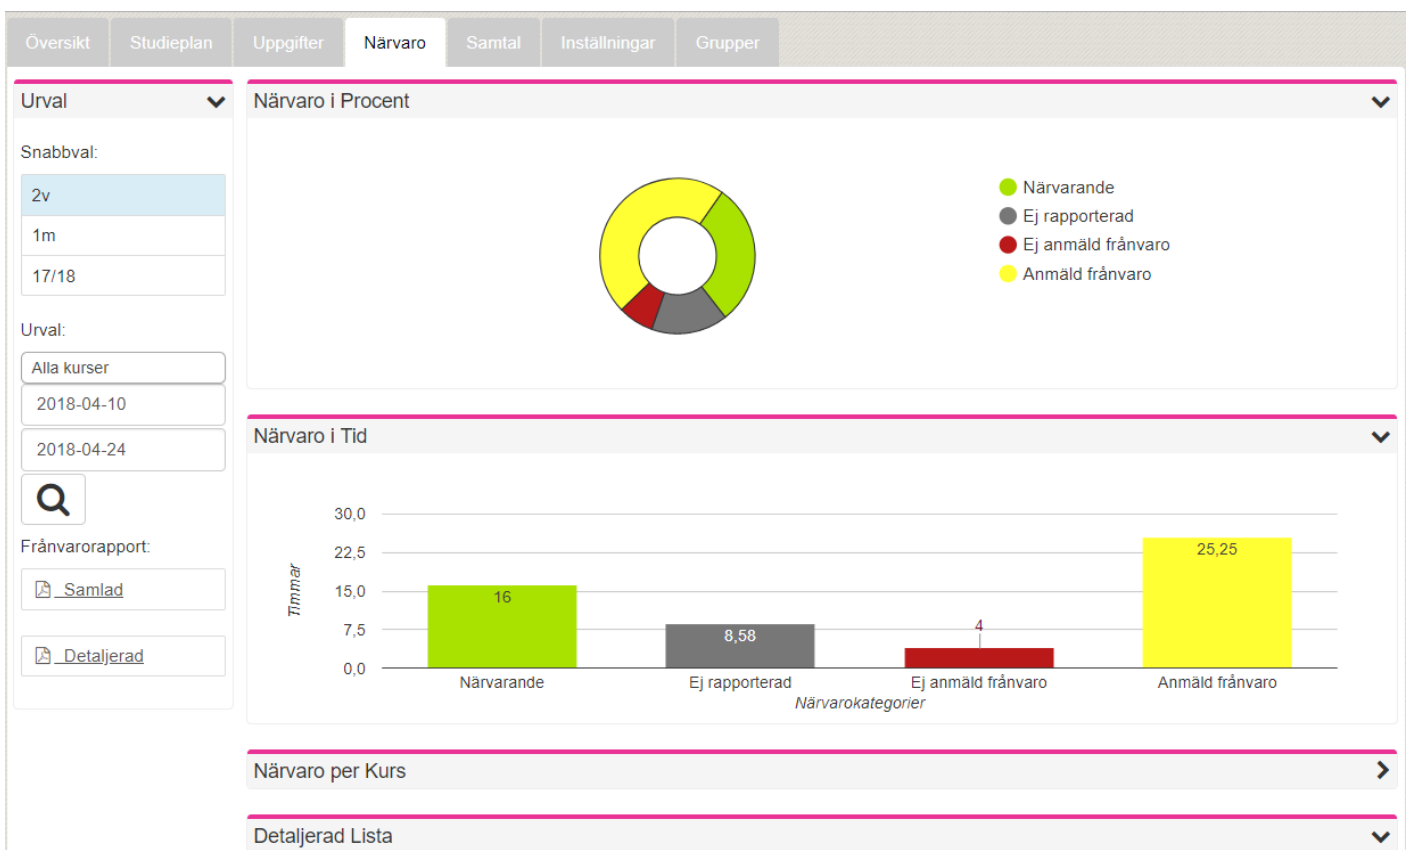 Översikt Studieplan Uppgifter Närvaro Samtal Inställningar Grupper
Urval
Snabbval:
2v
1m
17/18
Urval:
Alla kurser
2018-04-10
2018-04-24
Frånvarorapport:
Samlad
Detaljerad
Närvaro i Procent
Närvarande
Ej rapporterad
Ej anmäld frånvaro
Anmäld frånvaro
Närvaro i Tid
Timmar
30,0
22,5
15,0
7,5
0,0
16
8,58
4
25,25
Närvarande
Ej rapporterad
Ej anmäld frånvaro
Anmäld frånvaro
Närvarokategorier
Närvaro per Kurs
Detaljerad Lista